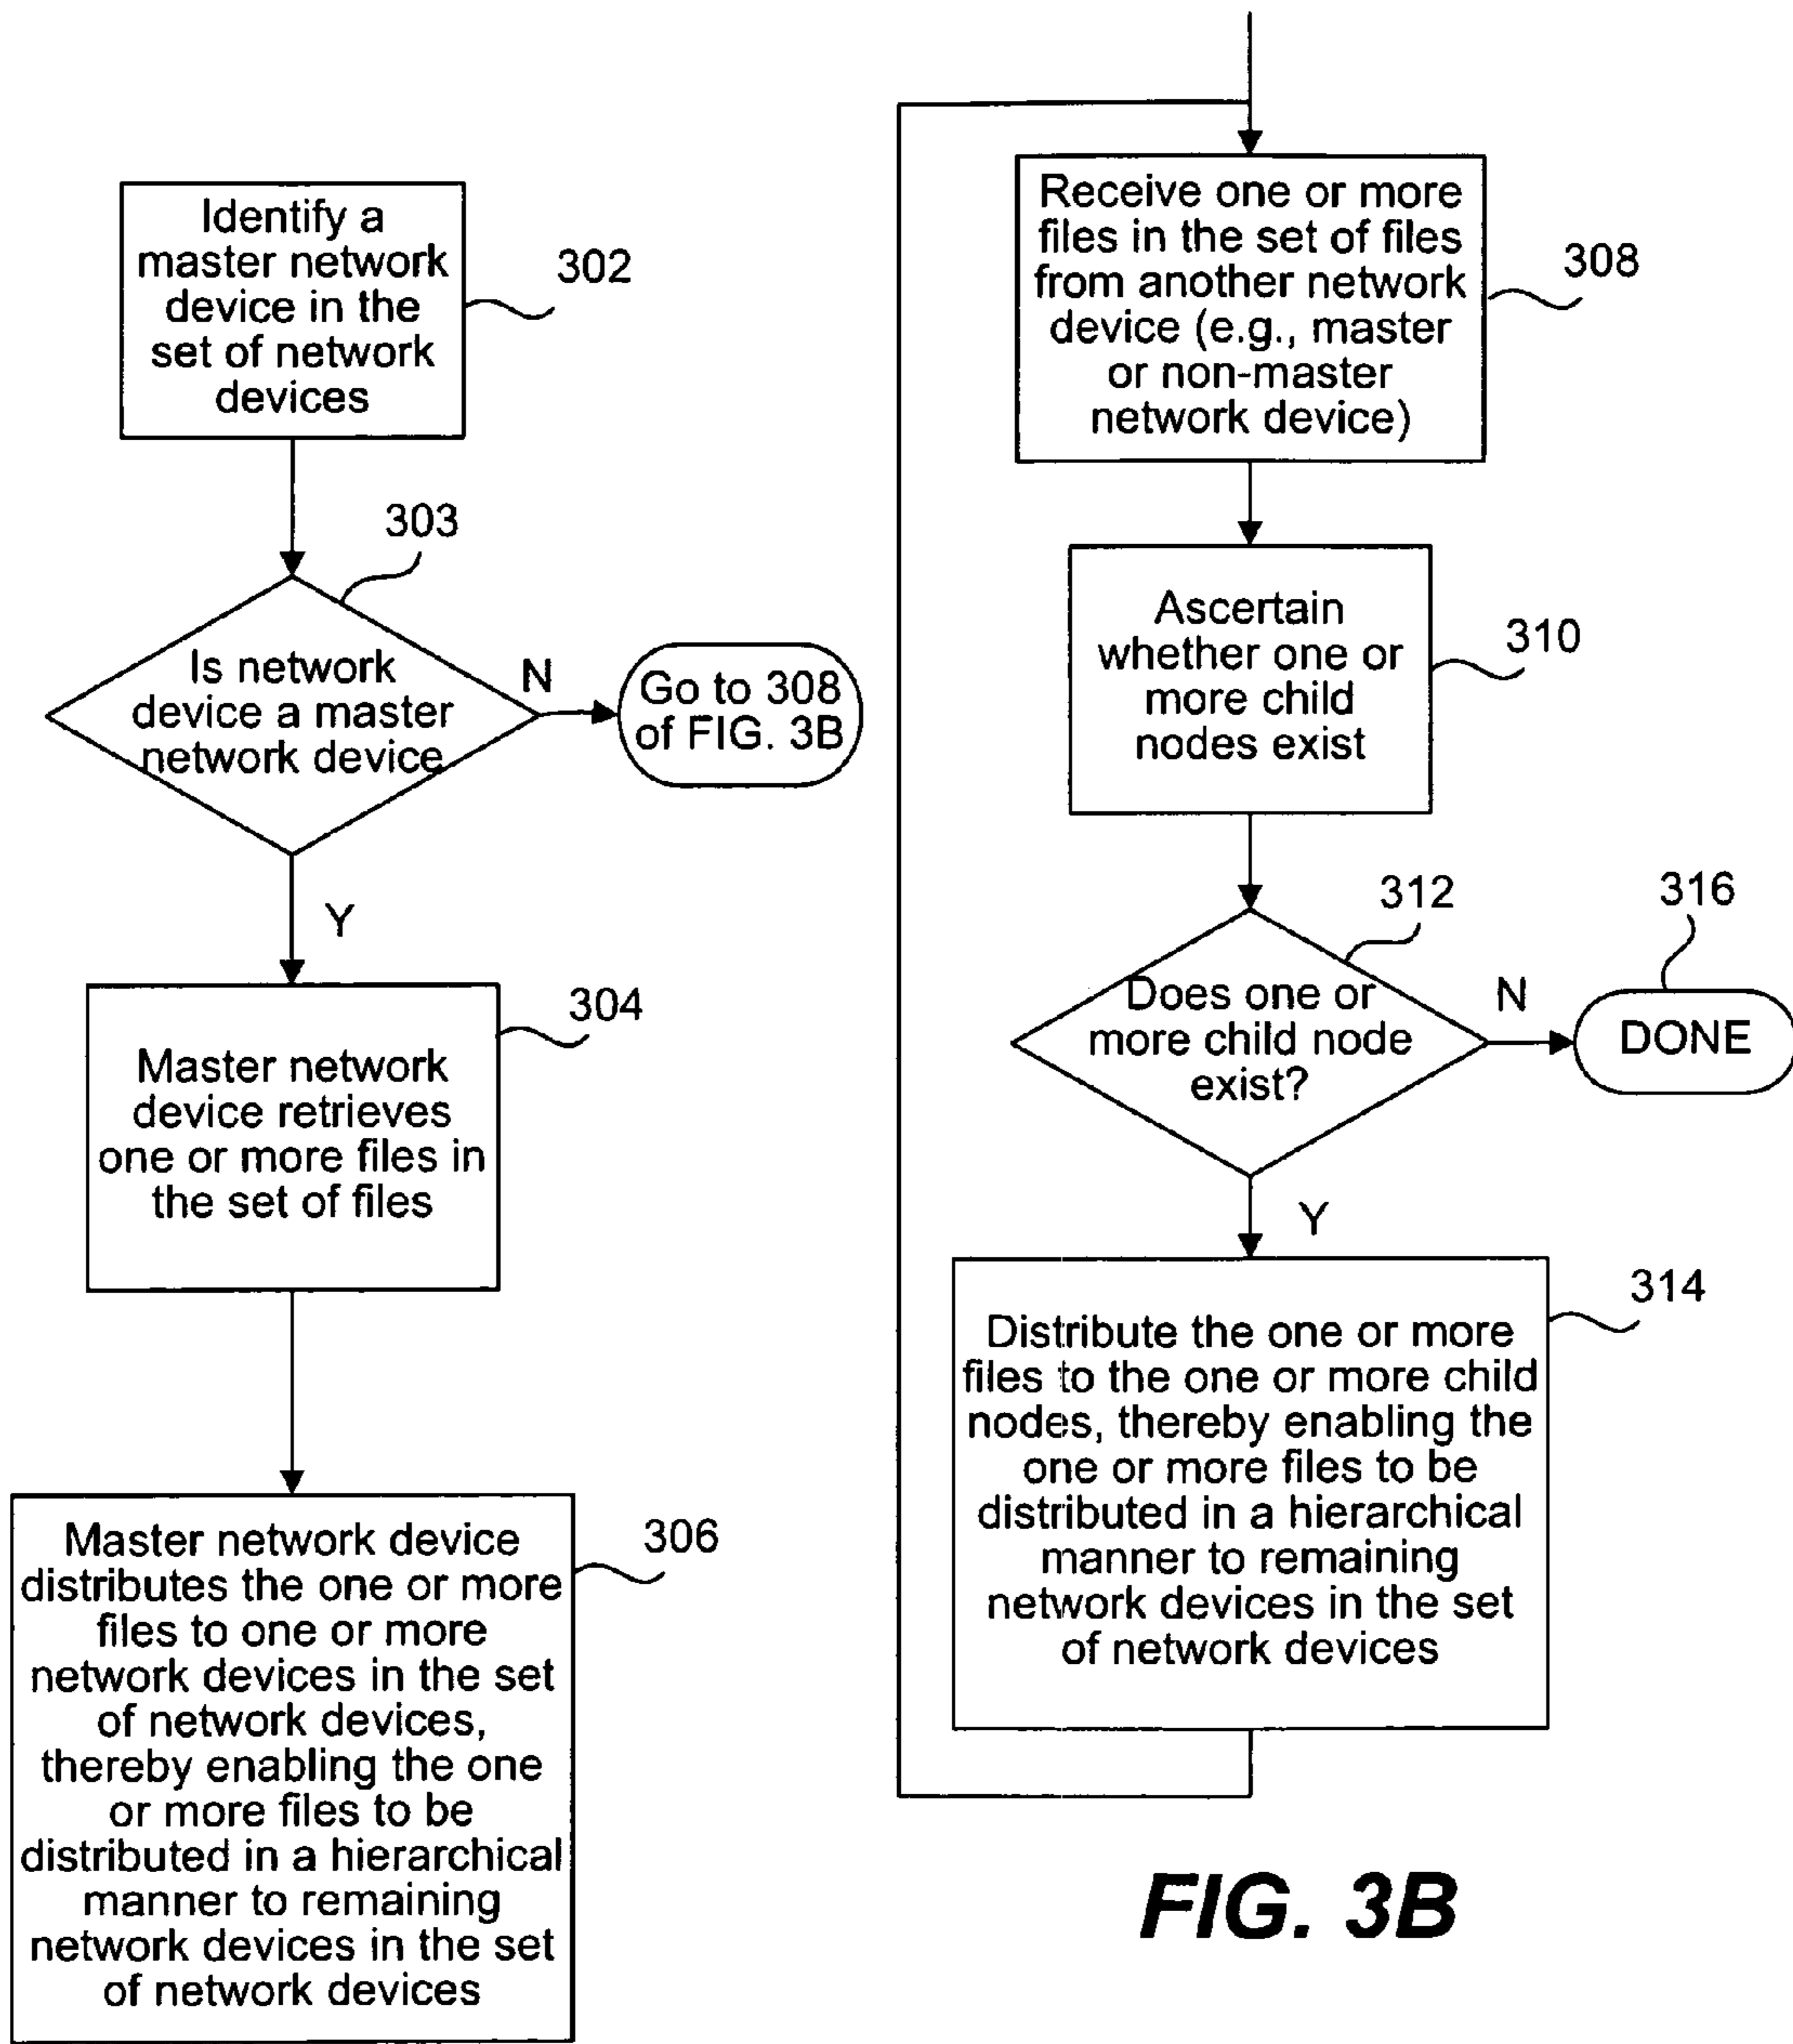 Identify a
master network
device in the
set of network
devices
302
303
Is network
device a master
network device
N
Go to 308
of FIG. 3B
Y
304
Master network
device retrieves
one or more files in
the set of files
306
Master network device
distributes the one or more
files to one or more
network devices in the set
of network devices,
thereby enabling the one
or more files to be
distributed in a hierarchical
manner to remaining
network devices in the set
of network devices
Receive one or more
files in the set of files
from another network
device (e.g., master
or non-master
network device)
308
Ascertain
whether one or
more child
nodes exist
310
312
Does one or
more child node
exist?
N
316
DONE
Y
314
Distribute the one or more
files to the one or more child
nodes, thereby enabling the
one or more files to be
distributed in a hierarchical
manner to remaining
network devices in the set
of network devices
FIG. 3B